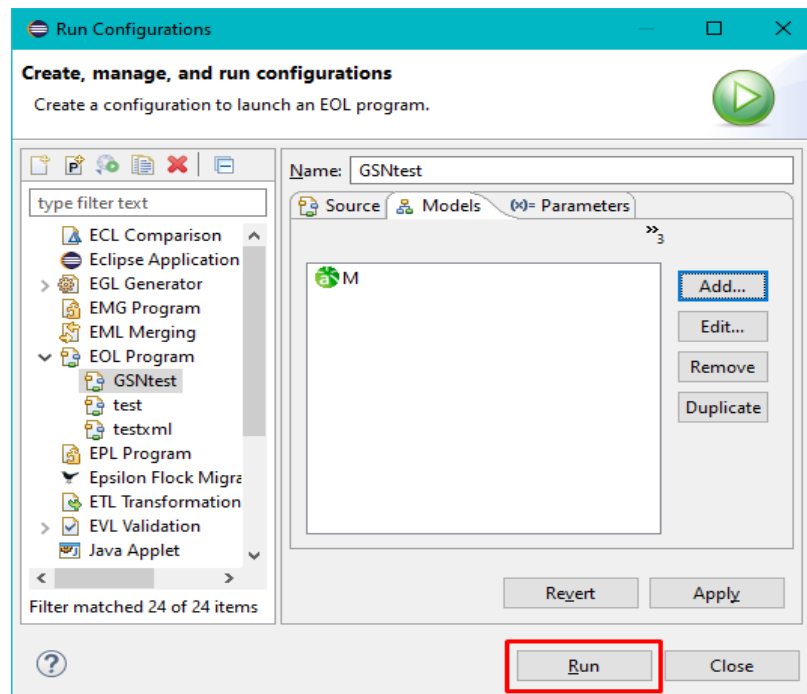 Run Configurations
Create, manage, and run configurations
Create a configuration to launch an EOL program.
type filter text
ECL Comparison
Eclipse Application
EGL Generator
EMG Program
EML Merging
EOL Program
GSNtest
test
testxml
EPL Program
Epsilon Flock Migra
ETL Transformation
EVL Validation
Java Applet
Filter matched 24 of 24 items
Name: GSNtest
Source Models (x)= Parameters
»3
M
Add...
Edit...
Remove
Duplicate
Revert Apply
? Run Close